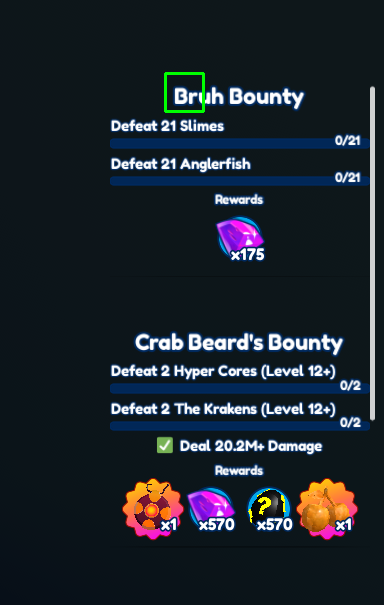 Bruh Bounty
Defeat 21 Slimes
0/21
Defeat 21 Anglerfish
0/21
Rewards
x175
Crab Beard's Bounty
Defeat 2 Hyper Cores (Level 12+)
0/2
Defeat 2 The Krakens (Level 12+)
0/2
✅ Deal 20.2M+ Damage
Rewards
x1 x570 ? x570 x1